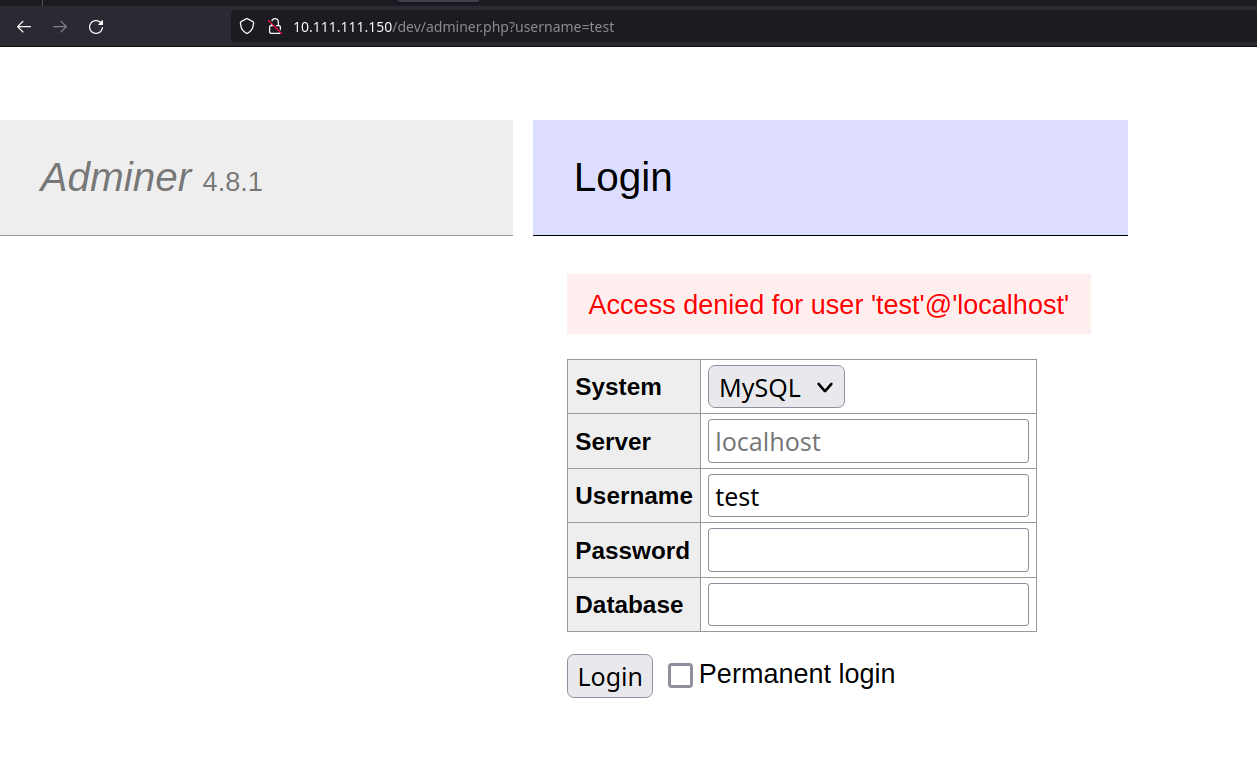 10.111.111.150/dev/adminer.php?username=test
Adminer 4.8.1
Login
Access denied for user 'test'@'localhost'
System MySQL
Server localhost
Username test
Password
Database
Login Permanent login